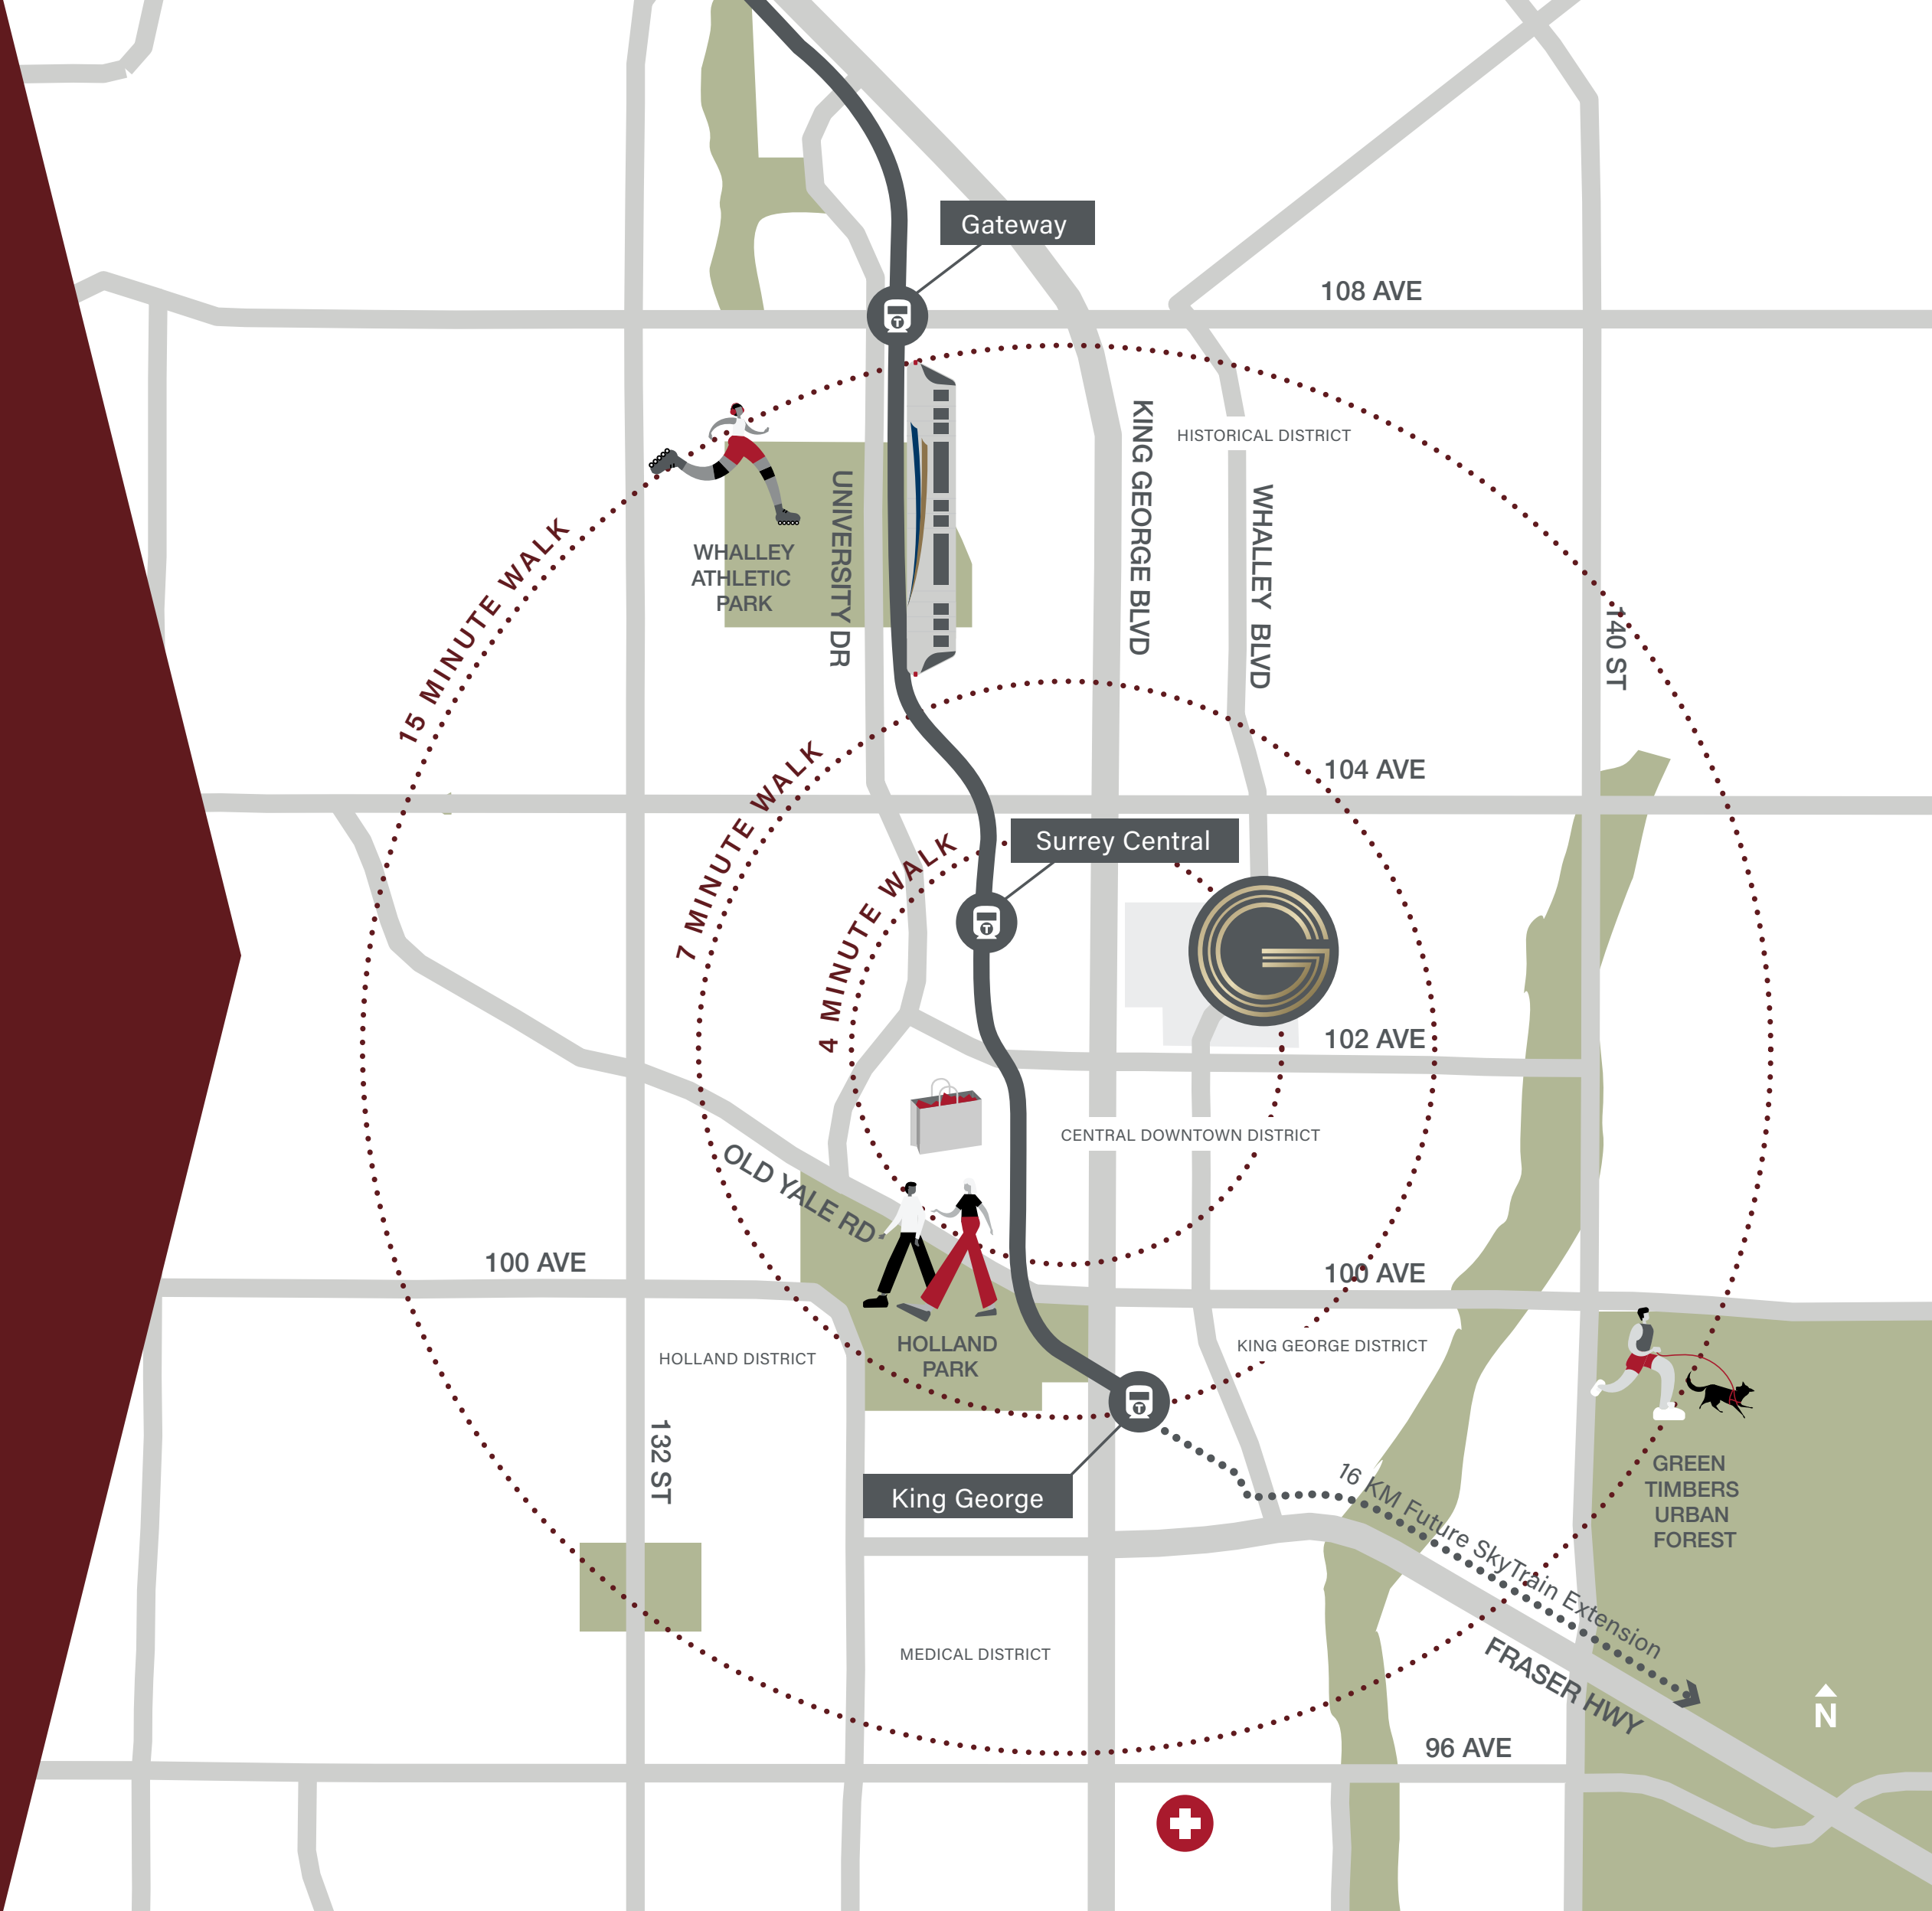 Gateway
108 AVE
HISTORICAL DISTRICT
KING GEORGE BLVD
WHALLEY BLVD
UNIVERSITY DR
WHALLEY
ATHLETIC
PARK
15 MINUTE WALK
140 ST
7 MINUTE WALK
104 AVE
4 MINUTE WALK
Surrey Central
G
102 AVE
CENTRAL DOWNTOWN DISTRICT
OLD YALE RD
100 AVE
100 AVE
HOLLAND
PARK
HOLLAND DISTRICT
KING GEORGE DISTRICT
132 ST
King George
16 KM Future SkyTrain Extension
GREEN
TIMBERS
URBAN
FOREST
FRASER HWY
MEDICAL DISTRICT
N
96 AVE
T
T
T